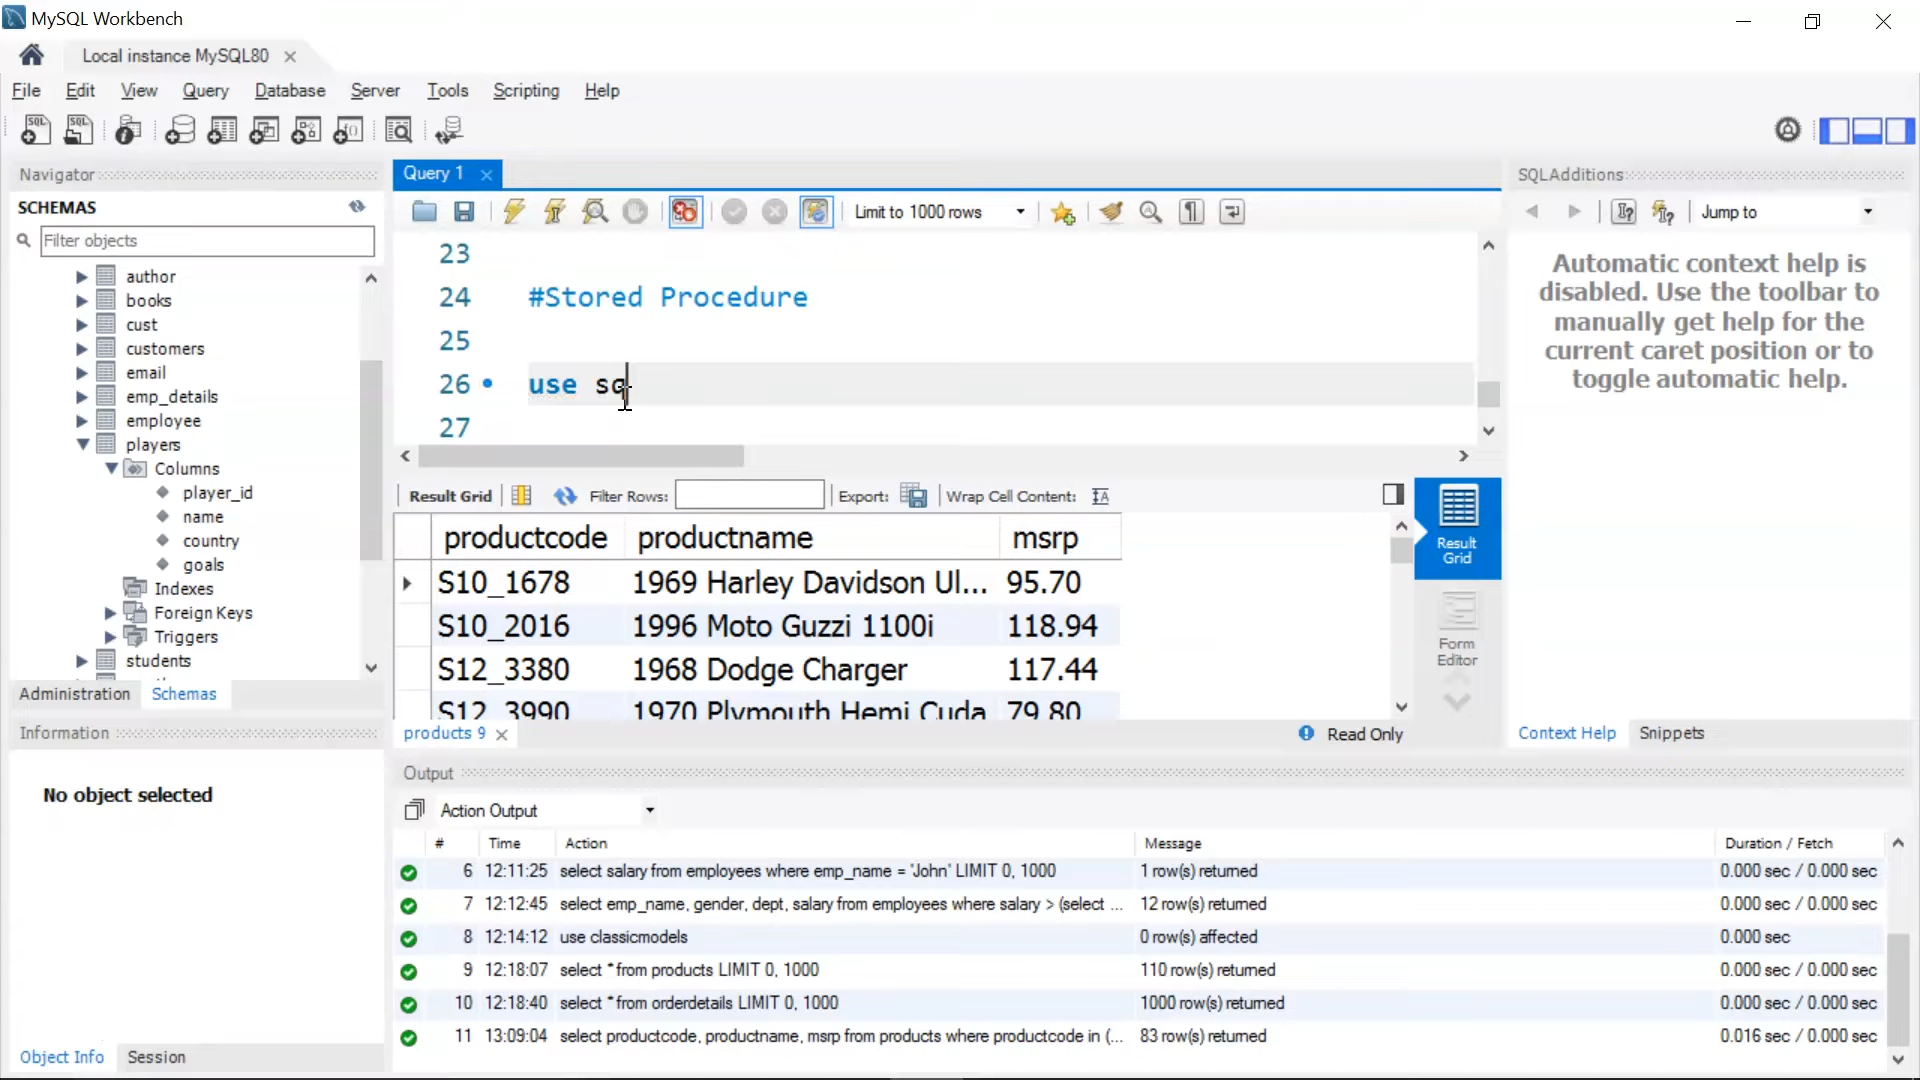 MySQL Workbench
Local instance MySQL80
File Edit View Query Database Server Tools Scripting Help
Navigator
SCHEMAS
Filter objects
author
books
cust
customers
email
emp_details
employee
players
Columns
player_id
name
country
goals
Indexes
Foreign Keys
Triggers
students
Administration Schemas
Information
No object selected
Object Info Session
Query 1
Limit to 1000 rows
23
24 #Stored Procedure
25
26 use sq
27
Result Grid Filter Rows: Export: Wrap Cell Content:
productcode productname msrp
S10_1678 1969 Harley Davidson Ul... 95.70
S10_2016 1996 Moto Guzzi 1100i 118.94
S12_3380 1968 Dodge Charger 117.44
S12_3990 1970 Plymouth Hemi Cuda 79.80
Result
Grid
Form
Editor
products 9 Read Only
SQLAdditions
Jump to
Automatic context help is
disabled. Use the toolbar to
manually get help for the
current caret position or to
toggle automatic help.
Context Help Snippets
Output
Action Output
# Time Action Message Duration / Fetch
6 12:11:25 select salary from employees where emp_name = 'John' LIMIT 0, 1000 1 row(s) returned 0.000 sec / 0.000 sec
7 12:12:45 select emp_name, gender, dept, salary from employees where salary > (select ... 12 row(s) returned 0.000 sec / 0.000 sec
8 12:14:12 use classicmodels 0 row(s) affected 0.000 sec
9 12:18:07 select * from products LIMIT 0, 1000 110 row(s) returned 0.000 sec / 0.000 sec
10 12:18:40 select * from orderdetails LIMIT 0, 1000 1000 row(s) returned 0.000 sec / 0.000 sec
11 13:09:04 select productcode, productname, msrp from products where productcode in (... 83 row(s) returned 0.016 sec / 0.000 sec